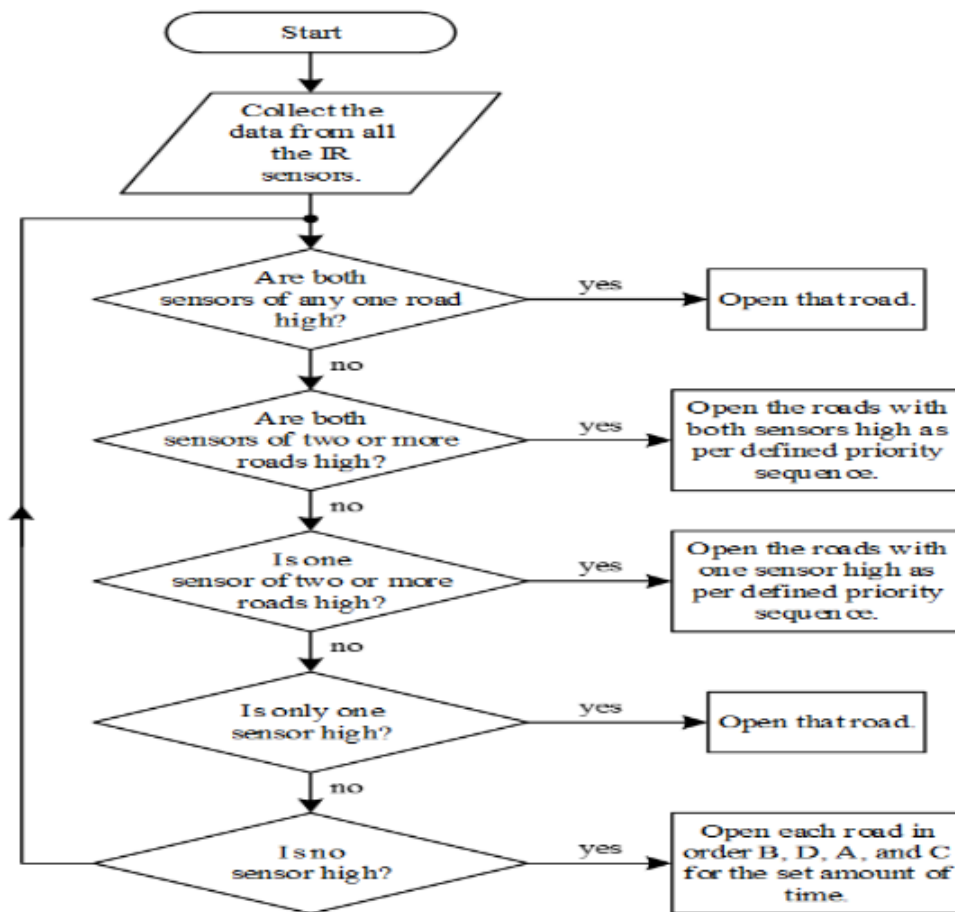 Start
Collect the
data from all
the IR
sensors.
Are both
sensors of any one road
high?
yes
Open that road.
no
Are both
sensors of two or more
roads high?
yes
Open the roads with
both sensors high as
per defined priority
sequence.
no
Is one
sensor of two or more
roads high?
yes
Open the roads with
one sensor high as
per defined priority
sequence.
no
Is only one
sensor high?
yes
Open that road.
no
Is no
sensor high?
yes
Open each road in
order B, D, A, and C
for the set amount of
time.